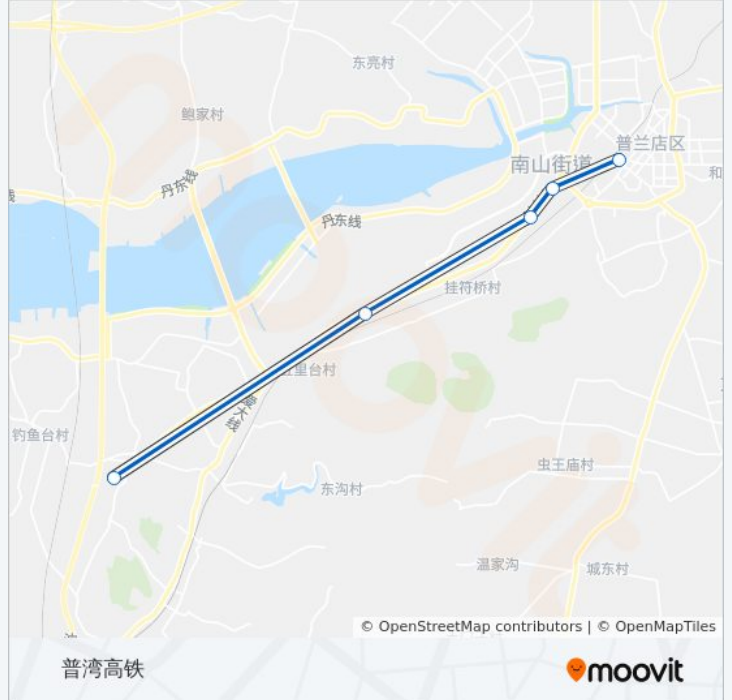 东亮村
鲍家村
普兰店区
南山街道
和
丹东线
线
丹东线
挂符桥村
五里台村
爱大线
钓鱼台村
虫王庙村
东沟村
温家沟
城东村
© OpenStreetMap contributors | © OpenMapTiles
普湾高铁
moovit